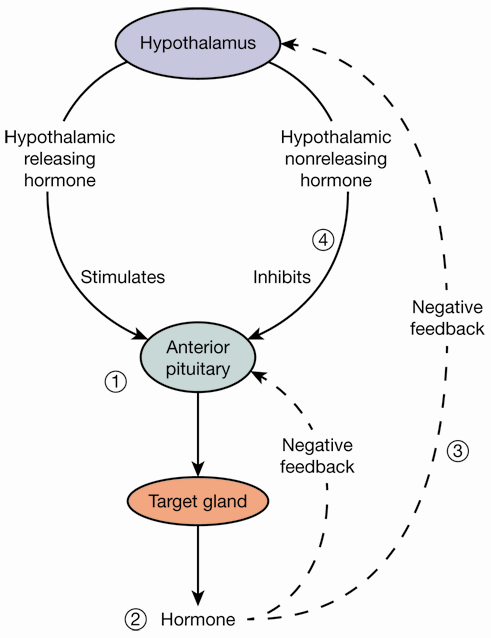 Hypothalamus
Hypothalamic
releasing
hormone
Hypothalamic
nonreleasing
hormone
④
Stimulates
Inhibits
Negative
feedback
Anterior
pituitary
①
Negative
feedback
③
Target gland
② Hormone